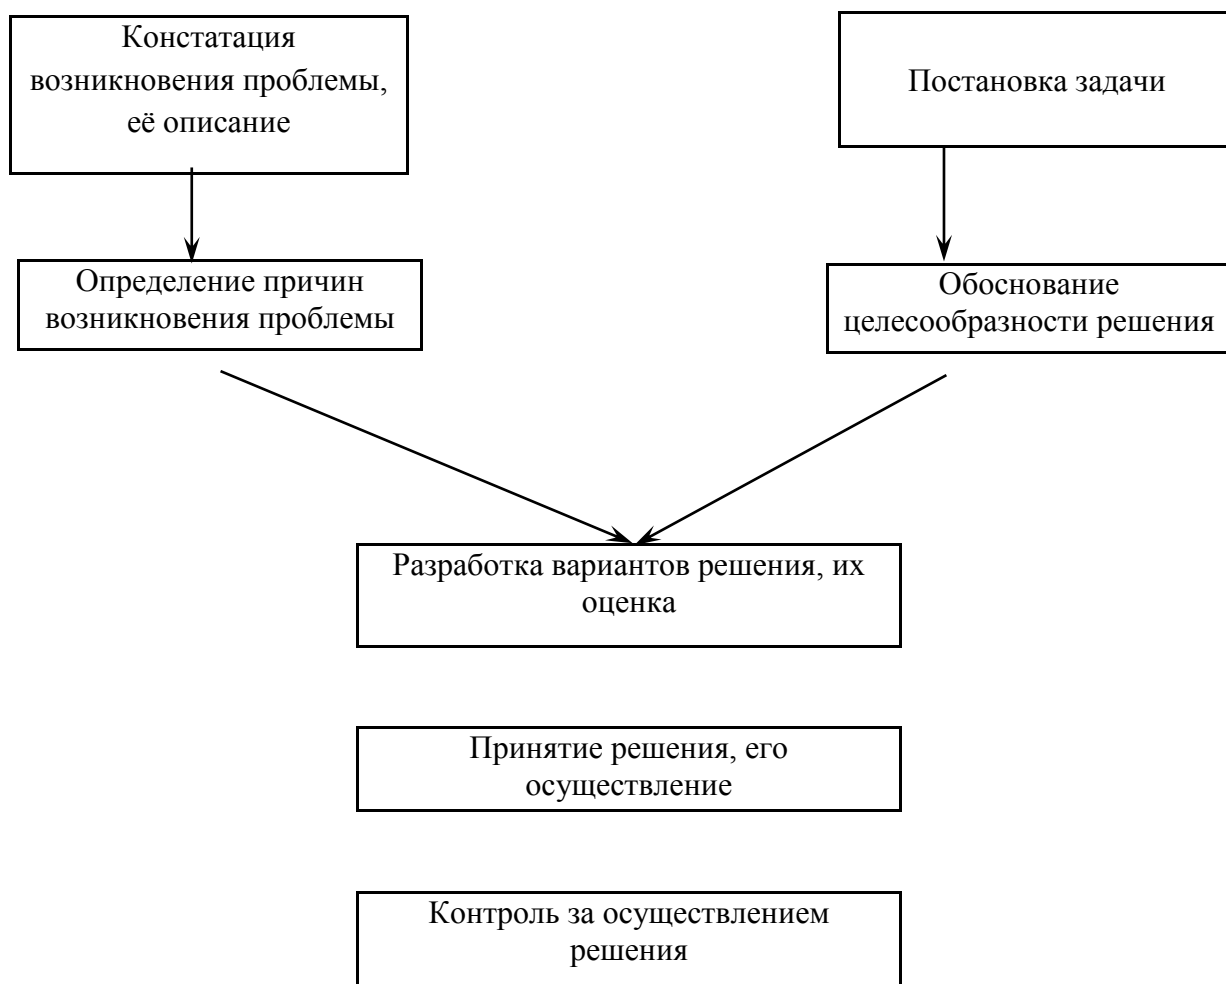 Констатация
возникновения проблемы,
её описание
Постановка задачи
Определение причин
возникновения проблемы
Обоснование
целесообразности решения
Разработка вариантов решения, их
оценка
Принятие решения, его
осуществление
Контроль за осуществлением
решения